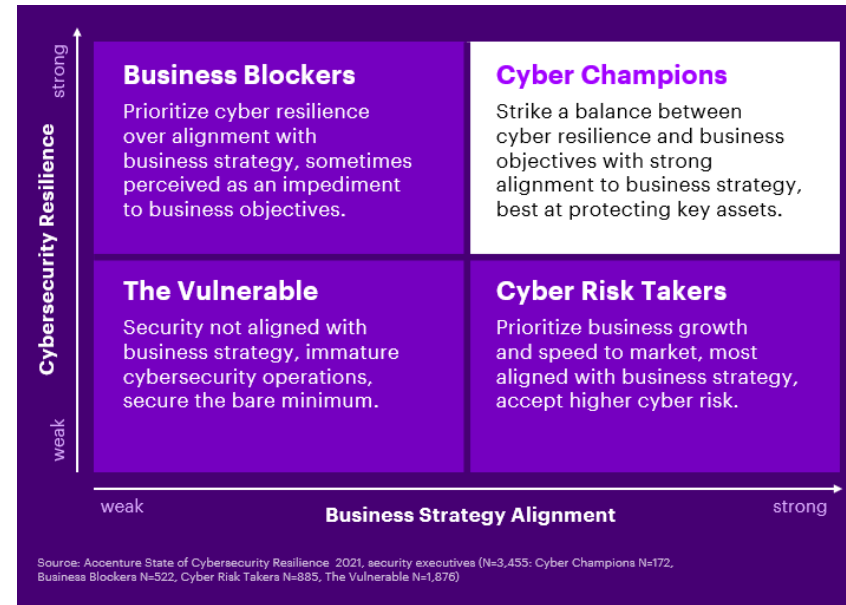 strong
Cybersecurity Resilience
weak
Business Blockers
Prioritize cyber resilience
over alignment with
business strategy, sometimes
perceived as an impediment
to business objectives.
Cyber Champions
Strike a balance between
cyber resilience and business
objectives with strong
alignment to business strategy,
best at protecting key assets.
The Vulnerable
Security not aligned with
business strategy, immature
cybersecurity operations,
secure the bare minimum.
Cyber Risk Takers
Prioritize business growth
and speed to market, most
aligned with business strategy,
accept higher cyber risk.
weak
Business Strategy Alignment
strong
Source: Accenture State of Cybersecurity Resilience 2021, security executives (N=3,455: Cyber Champions N=172,
Business Blockers N=522, Cyber Risk Takers N=885, The Vulnerable N=1,876)